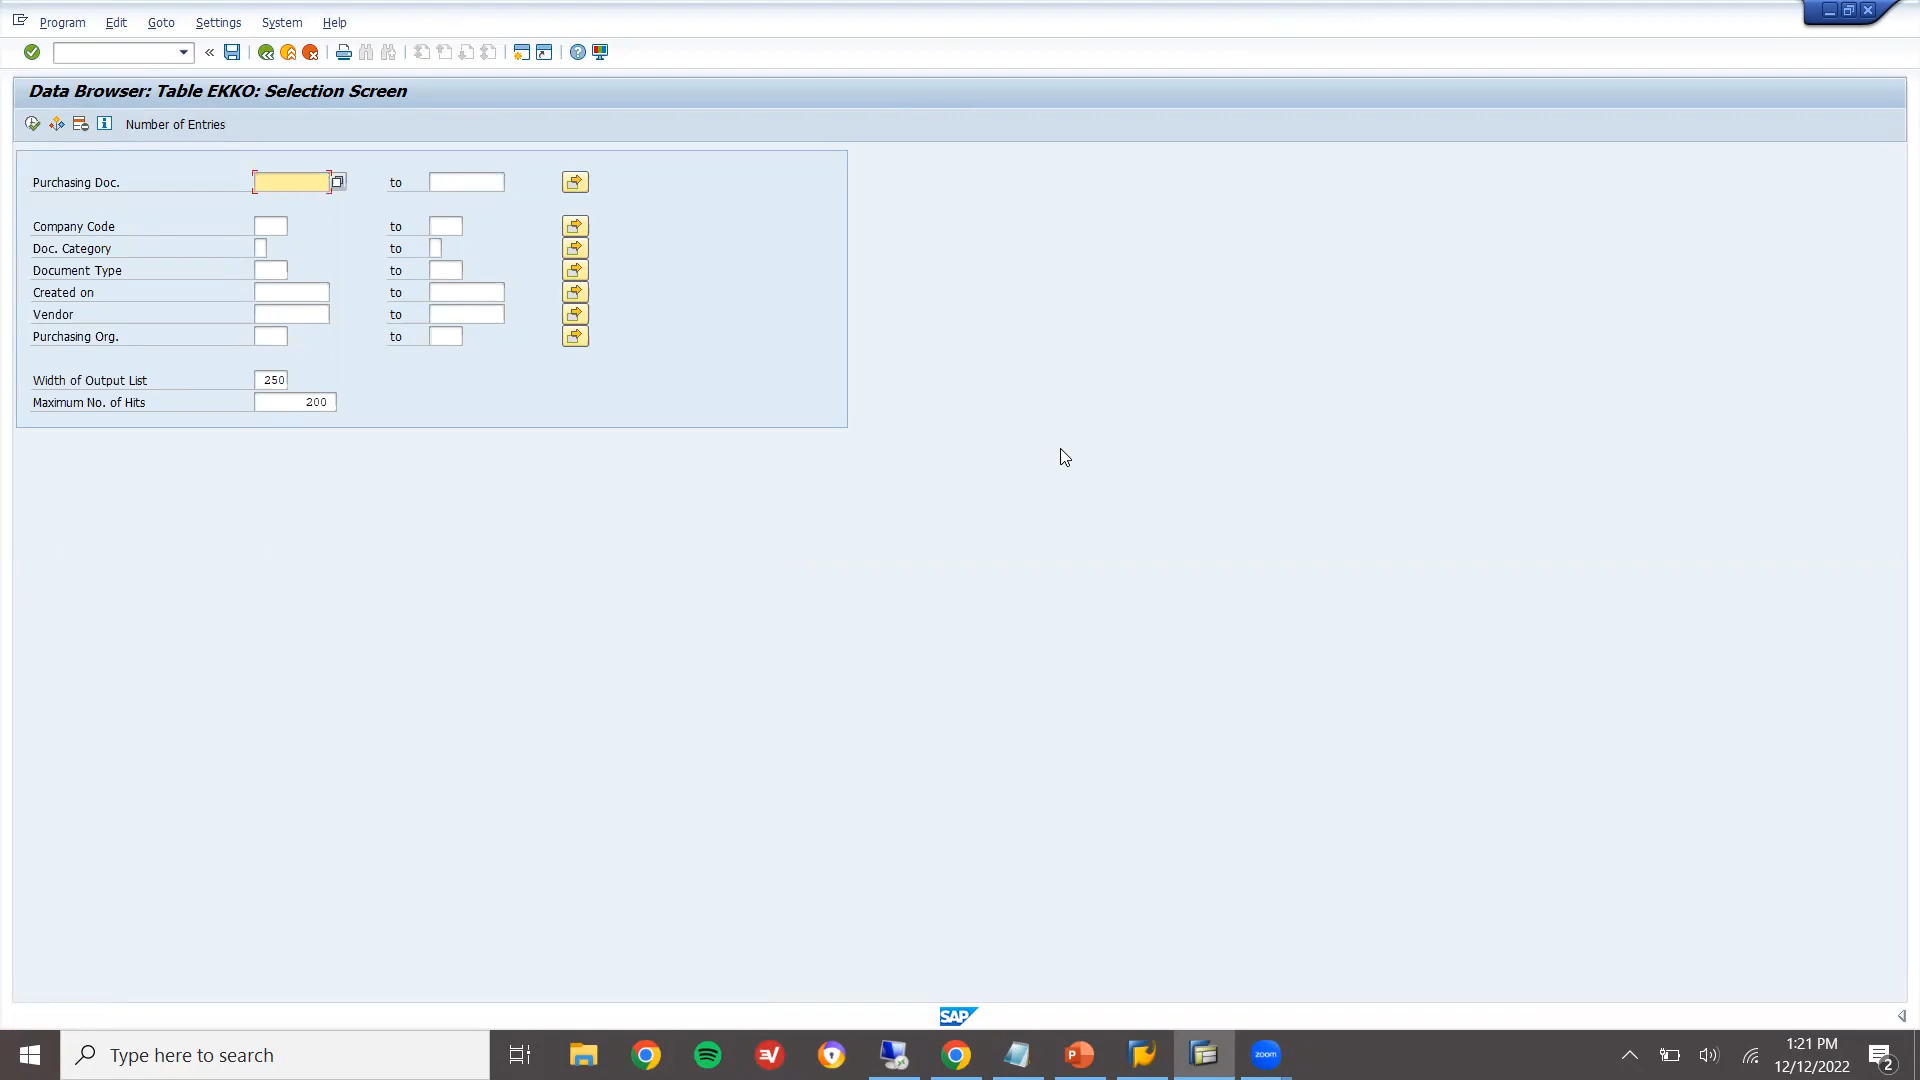 Program Edit Goto Settings System Help
Data Browser: Table EKKO: Selection Screen
Number of Entries
Purchasing Doc. to
Company Code to
Doc. Category to
Document Type to
Created on to
Vendor to
Purchasing Org. to
Width of Output List 250
Maximum No. of Hits 200
SAP
Type here to search
zoom
1:21 PM
12/12/2022
2